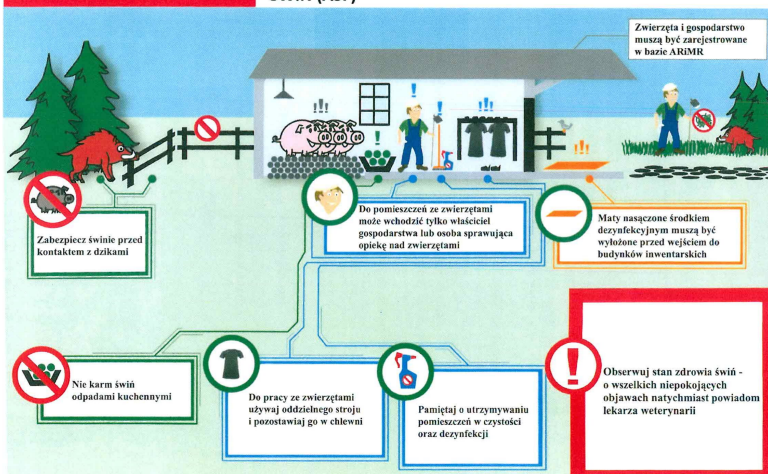 Zwierzęta i gospodarstwo
muszą być zarejestrowane
w bazie ARiMR
Zabezpiecz świnie przed
kontaktem z dzikami
Do pomieszczeń ze zwierzętami
może wchodzić tylko właściciel
gospodarstwa lub osoba sprawująca
opiekę nad zwierzętami
Maty nasączone środkiem
dezynfekcyjnym muszą być
wyłożone przed wejściem do
budynków inwentarskich
Nie karm świń
odpadami kuchennymi
Do pracy ze zwierzętami
używaj oddzielnego stroju
i pozostawiaj go w chlewni
Pamiętaj o utrzymywaniu
pomieszczeń w czystości
oraz dezynfekcji
Obserwuj stan zdrowia świń -
o wszelkich niepokojących
objawach natychmiast powiadom
lekarza weterynarii